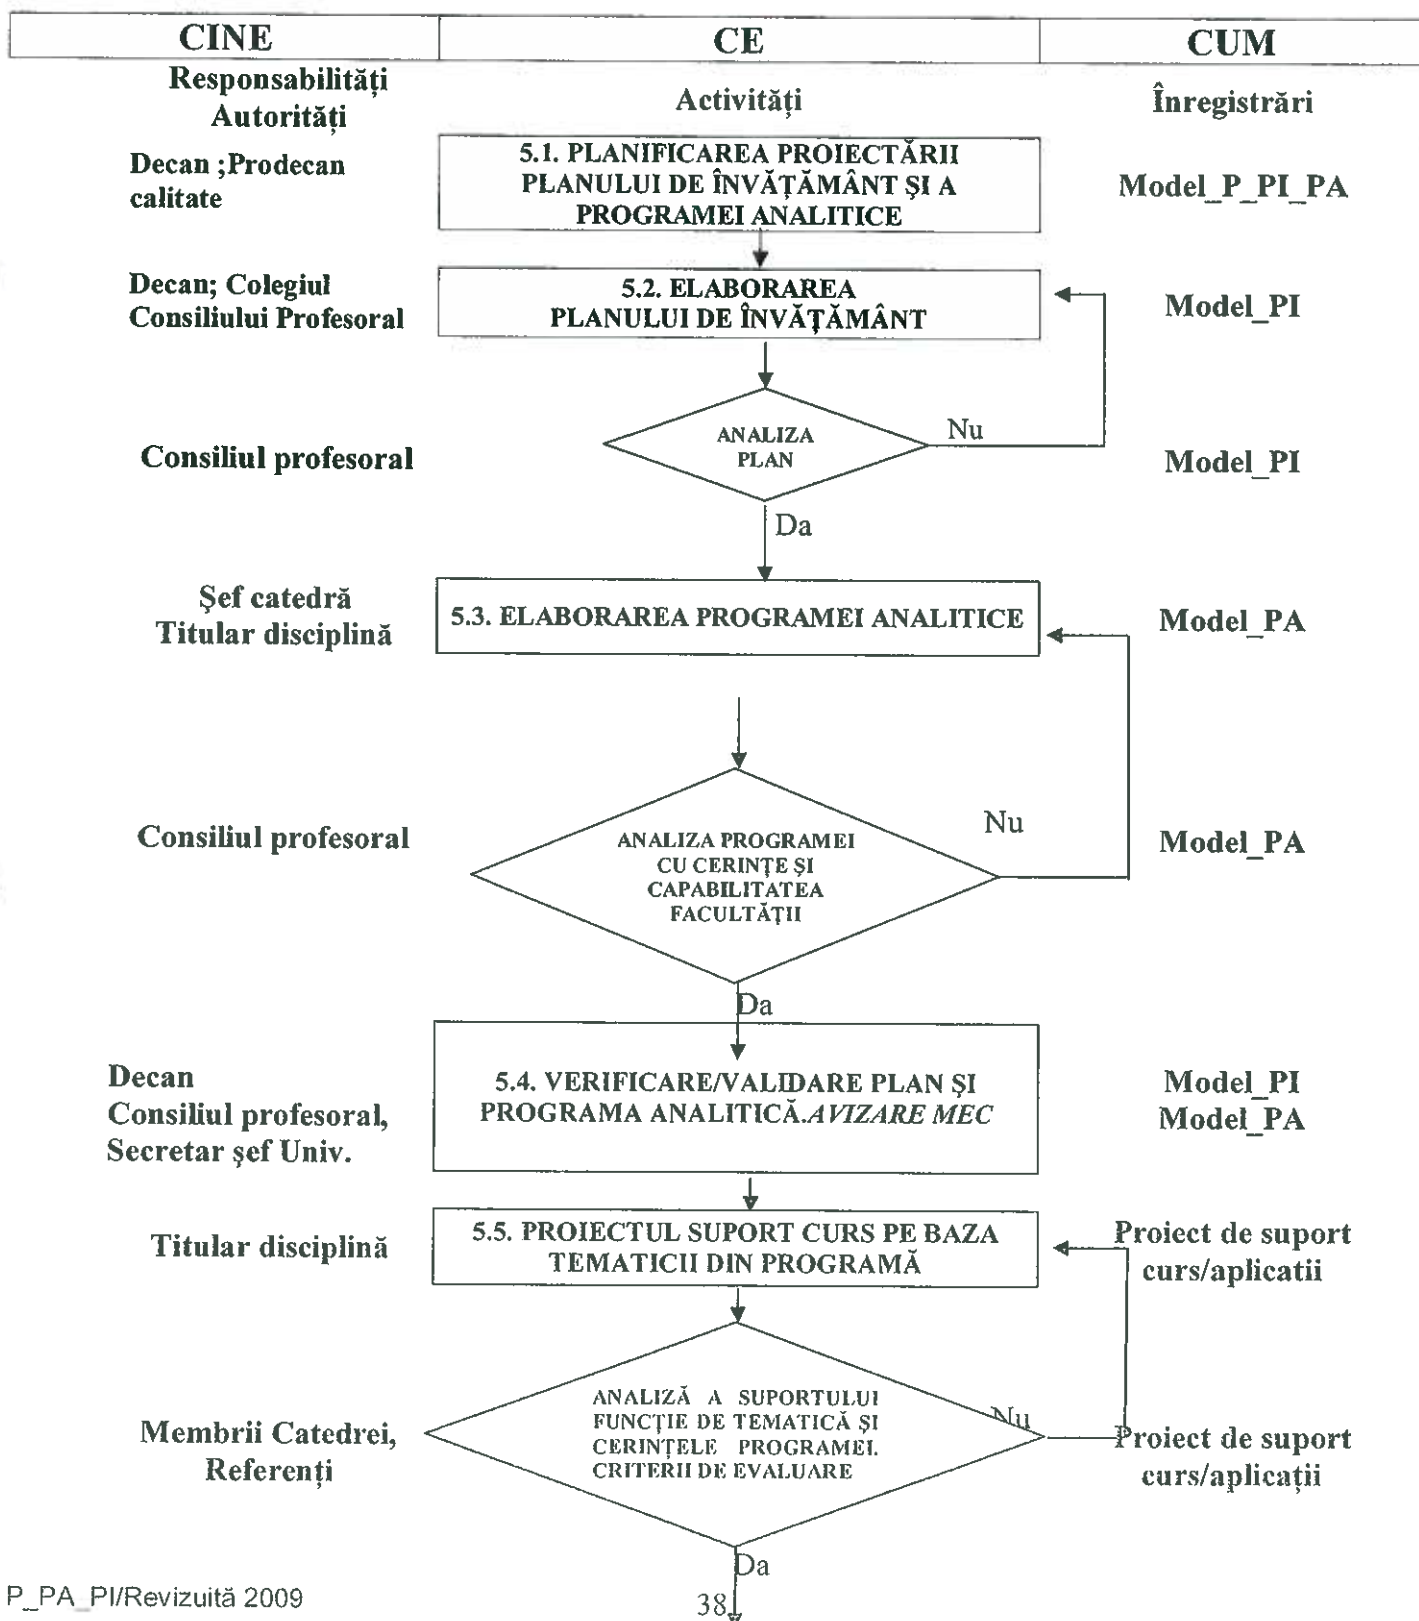 CINE CE CUM
Responsabilități
Autorități
Activități
Înregistrări
Decan ;Prodecan
calitate
5.1. PLANIFICAREA PROIECTĂRII
PLANULUI DE ÎNVĂȚĂMÂNT ŞI A
PROGRAMEI ANALITICE
Model_P_PI_PA
Decan; Colegiul
Consiliului Profesoral
5.2. ELABORAREA
PLANULUI DE ÎNVĂȚĂMÂNT
Model_PI
Consiliul profesoral
ANALIZA
PLAN
Nu
Model_PI
Da
Şef catedră
Titular disciplină
5.3. ELABORAREA PROGRAMEI ANALITICE
Model_PA
Consiliul profesoral
ANALIZA PROGRAMEI
CU CERINȚE ŞI
CAPABILITATEA
FACULTĂȚII
Nu
Model_PA
Da
Decan
Consiliul profesoral,
Secretar şef Univ.
5.4. VERIFICARE/VALIDARE PLAN ŞI
PROGRAMA ANALITICĂ.AVIZARE MEC
Model_PI
Model_PA
Titular disciplină
5.5. PROIECTUL SUPORT CURS PE BAZA
TEMATICII DIN PROGRAMĂ
Proiect de suport
curs/aplicatii
Membrii Catedrei,
Referenți
ANALIZĂ A SUPORTULUI
FUNCȚIE DE TEMATICĂ ŞI
CERINȚELE PROGRAMEI.
CRITERII DE EVALUARE
Nu
Proiect de suport
curs/aplicații
Da
P_PA_PI/Revizuită 2009
38